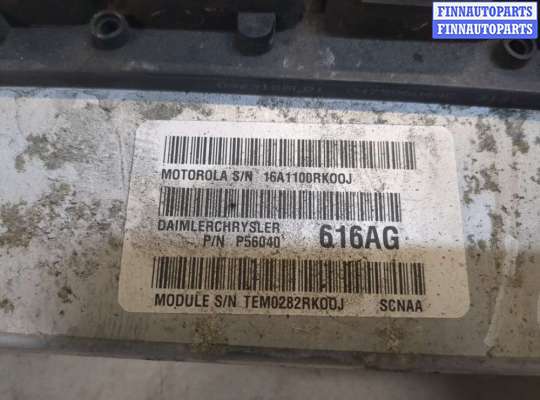 FINNAUTOPARTS
FINNAUTOPARTS
MOTOROLA S/N 16A1100RK00J
DAIMLERCHRYSLER
P/N P56040 616AG
MODULE S/N TEM0282RK00J SCNAA